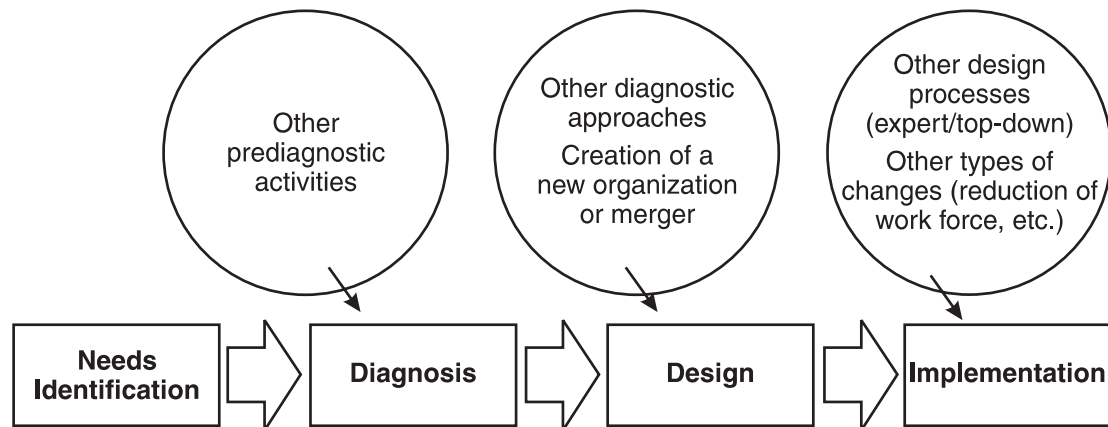 Other
prediagnostic
activities
Other diagnostic
approaches
Creation of a
new organization
or merger
Other design
processes
(expert/top-down)
Other types of
changes (reduction of
work force, etc.)
Needs
Identification
Diagnosis
Design
Implementation